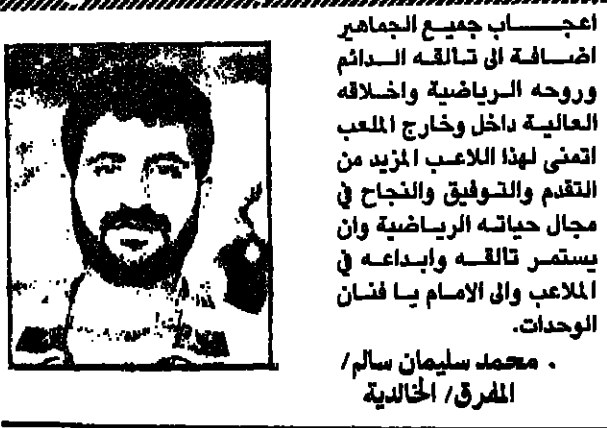 اعجاب جميع الجماهير
اضافة الى تالقه الدائم
وروحه الرياضية واخلاقه
العالية داخل وخارج الملعب
اتمنى لهذا اللاعب المزيد من
التقدم والتوفيق والنجاح في
مجال حياته الرياضية وان
يستمر تالقه وابداعه في
الملاعب والى الامام يا فنان
الوحدات.
. محمد سليمان سالم/
المفرق/ الخالدية